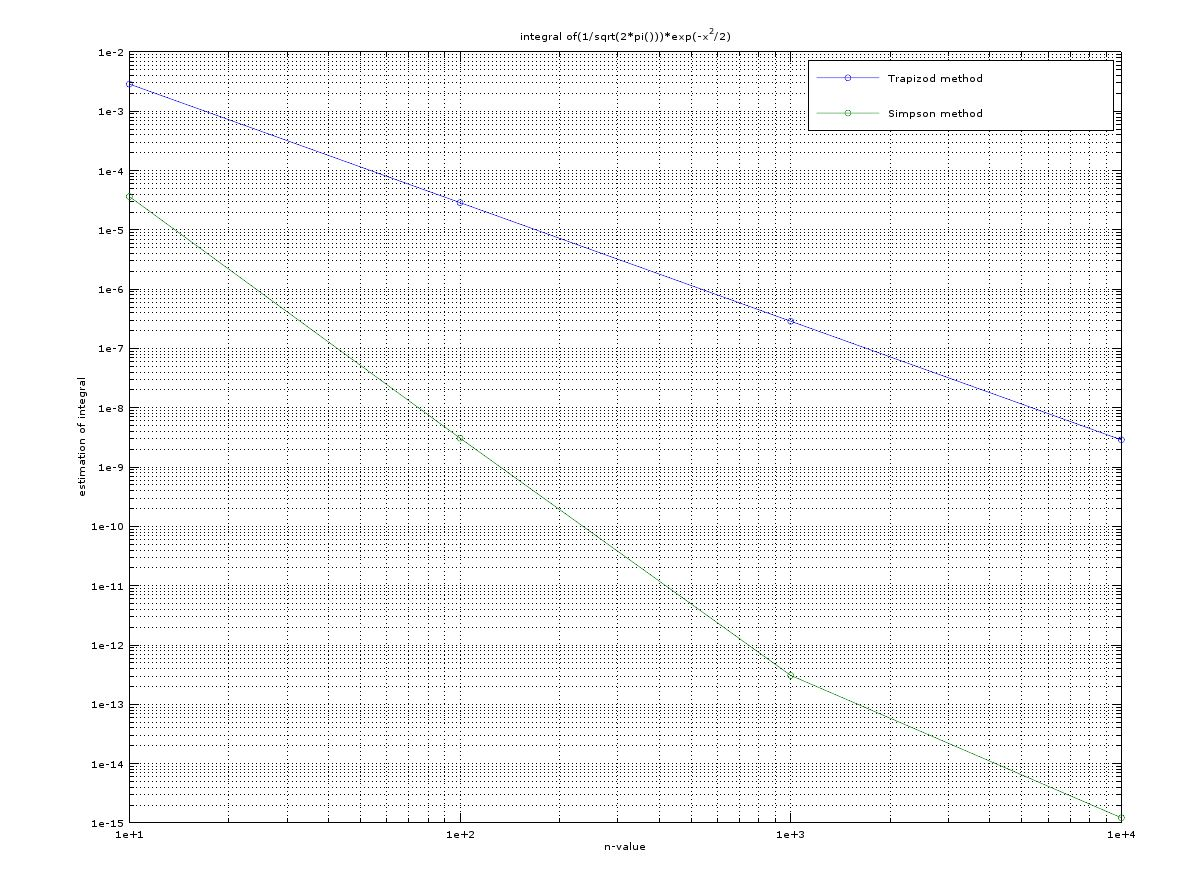 integral of(1/sqrt(2*pi()))*exp(-x²/2)
Trapizod method
Simpson method
estimation of integral
1e-2
1e-3
1e-4
1e-5
1e-6
1e-7
1e-8
1e-9
1e-10
1e-11
1e-12
1e-13
1e-14
1e-15
1e+1 1e+2 1e+3 1e+4
n-value